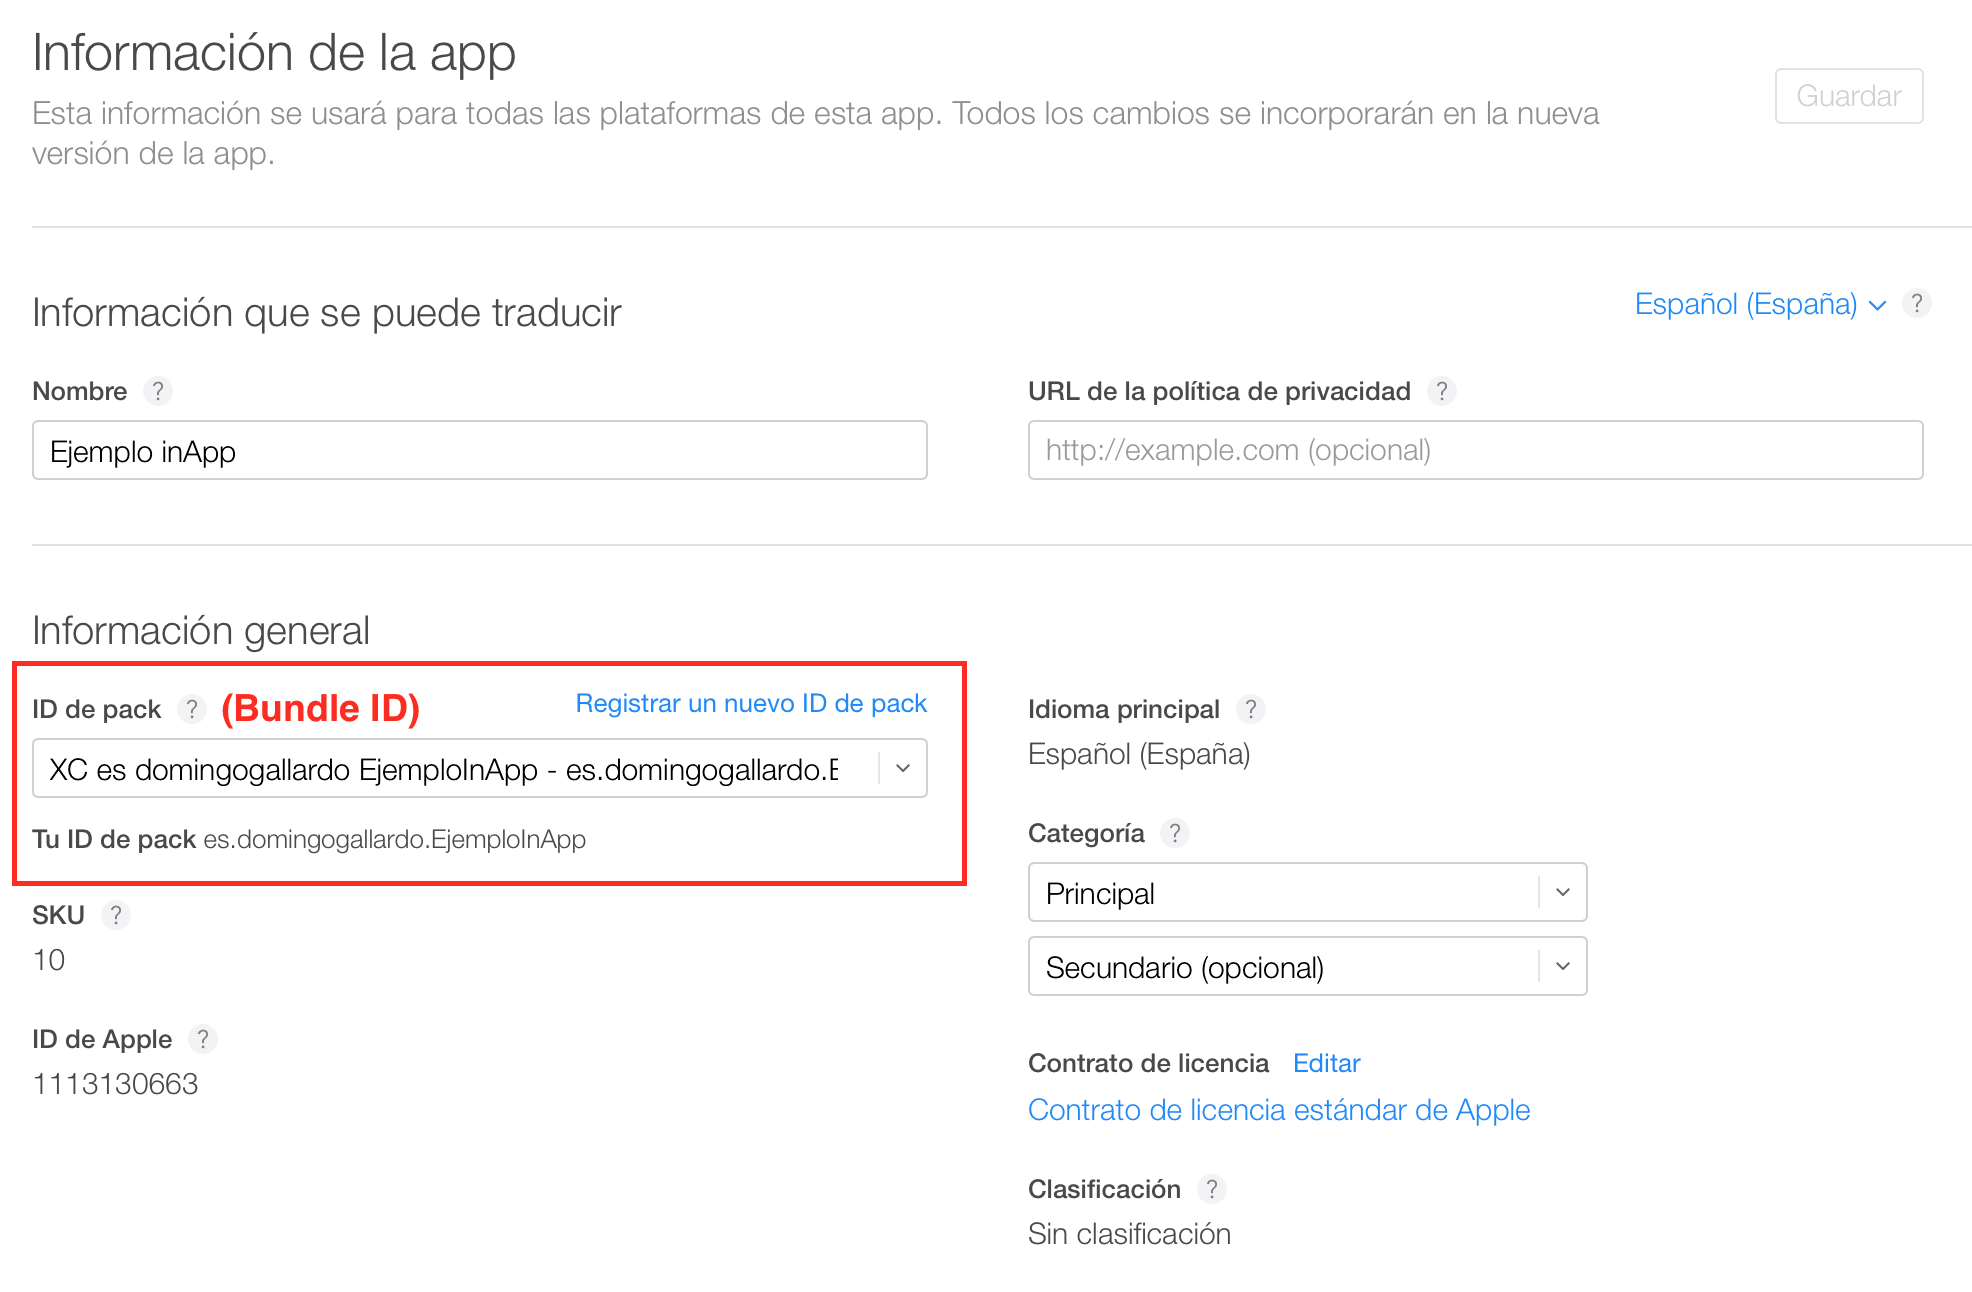 Información de la app
Guardar
Esta información se usará para todas las plataformas de esta app. Todos los cambios se incorporarán en la nueva
versión de la app.
Información que se puede traducir
Español (España) ?
Nombre ?
Ejemplo inApp
URL de la política de privacidad ?
http://example.com (opcional)
Información general
ID de pack ? (Bundle ID) Registrar un nuevo ID de pack
XC es domingogallardo EjemploInApp - es.domingogallardo.E
Tu ID de pack es.domingogallardo.EjemploInApp
SKU ?
10
ID de Apple ?
1113130663
Idioma principal ?
Español (España)
Categoría ?
Principal
Secundario (opcional)
Contrato de licencia Editar
Contrato de licencia estándar de Apple
Clasificación ?
Sin clasificación